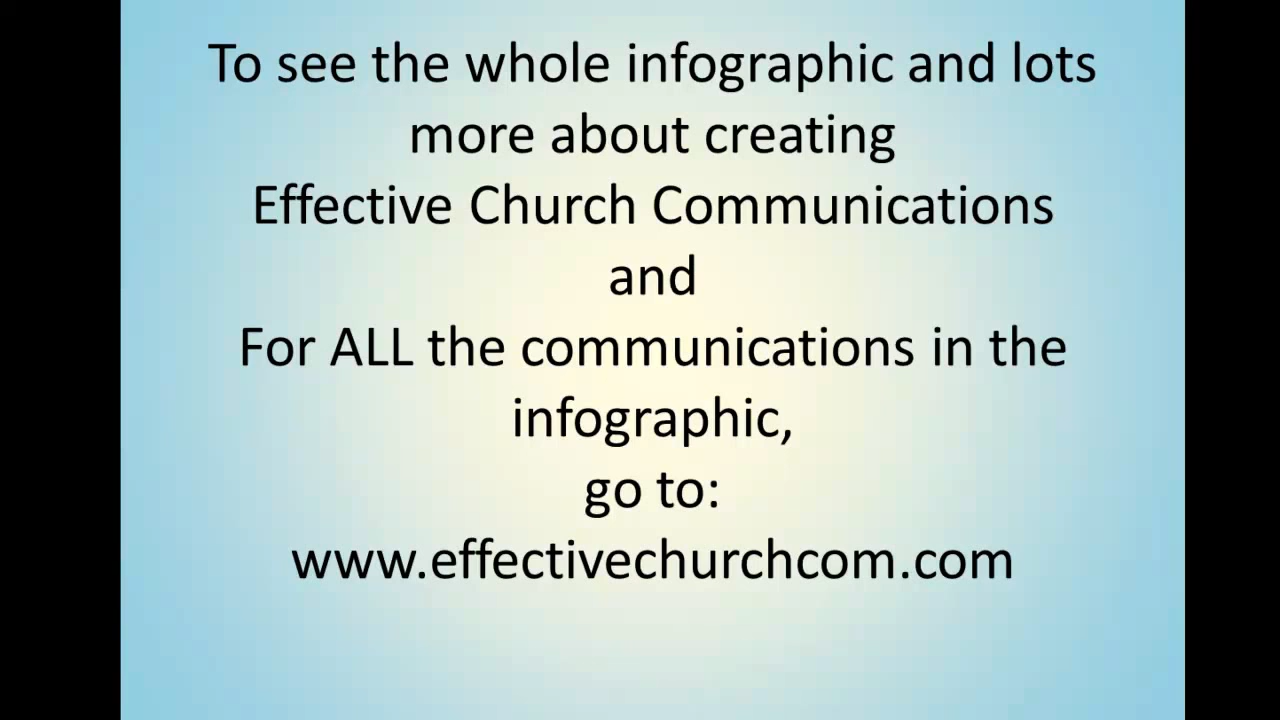 To see the whole infographic and lots
more about creating
Effective Church Communications
and
For ALL the communications in the
infographic,
go to:
www.effectivechurchcom.com